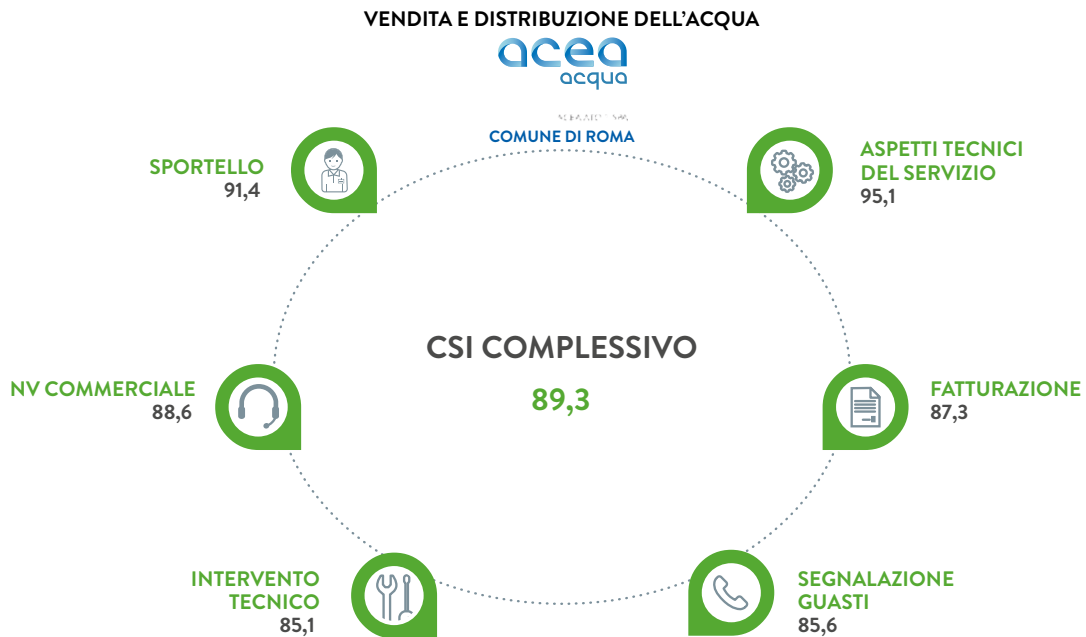 VENDITA E DISTRIBUZIONE DELL'ACQUA
acea
acqua
COMUNE DI ROMA
SPORTELLO
91,4
ASPETTI TECNICI
DEL SERVIZIO
95,1
CSI COMPLESSIVO
89,3
NV COMMERCIALE
88,6
FATTURAZIONE
87,3
INTERVENTO
TECNICO
85,1
SEGNALAZIONE
GUASTI
85,6